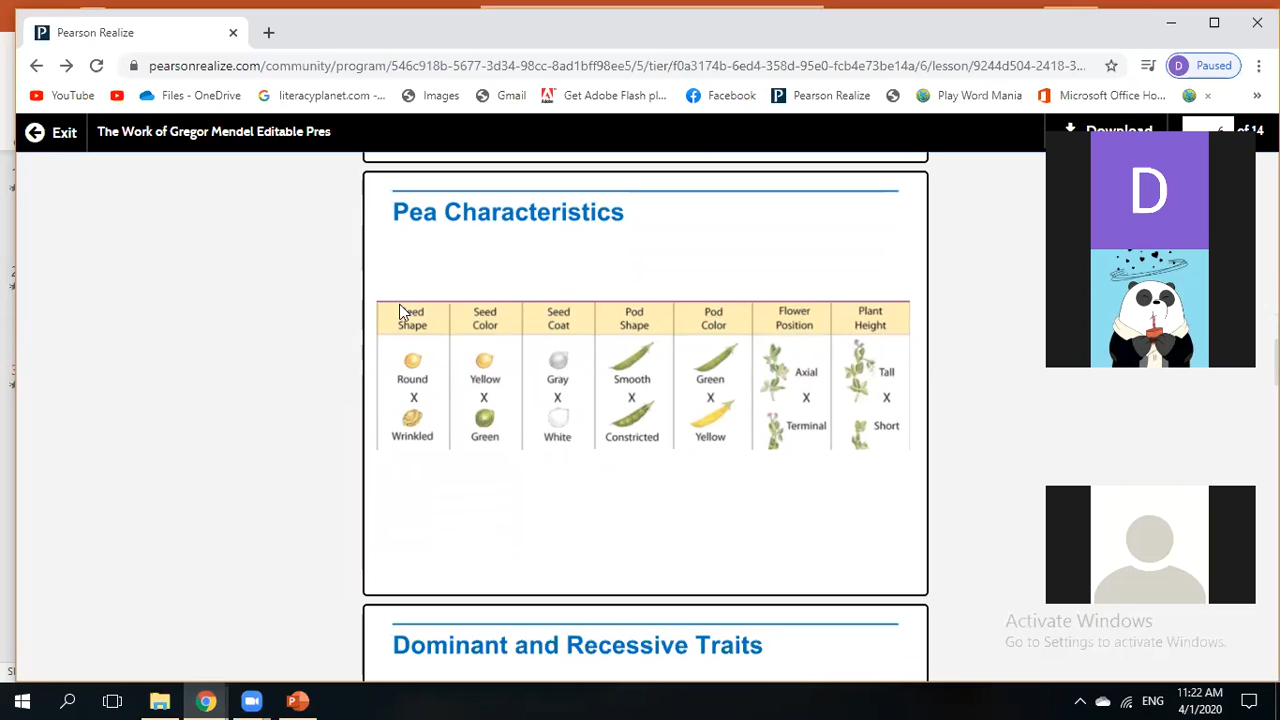 Pearson Realize
pearsonrealize.com/community/program/546c918b-5677-3d34-98cc-8ad1bff98ee5/5/tier/f0a3174b-6ed4-358d-95e0-fcb4e73be14a/6/lesson/9244d504-2418-3...
D Paused
YouTube Files - OneDrive literacyplanet.com -... Images Gmail Get Adobe Flash pl... Facebook Pearson Realize Play Word Mania Microsoft Office Ho... »
Exit The Work of Gregor Mendel Editable Pres Download 6 of 14
D
Pea Characteristics
Seed Shape
Seed Color
Seed Coat
Pod Shape
Pod Color
Flower Position
Plant Height
Round Yellow Gray Smooth Green Axial Tall
X X X X X X X
Wrinkled Green White Constricted Yellow Terminal Short
Dominant and Recessive Traits
Activate Windows
Go to Settings to activate Windows.
ENG
11:22 AM
4/1/2020